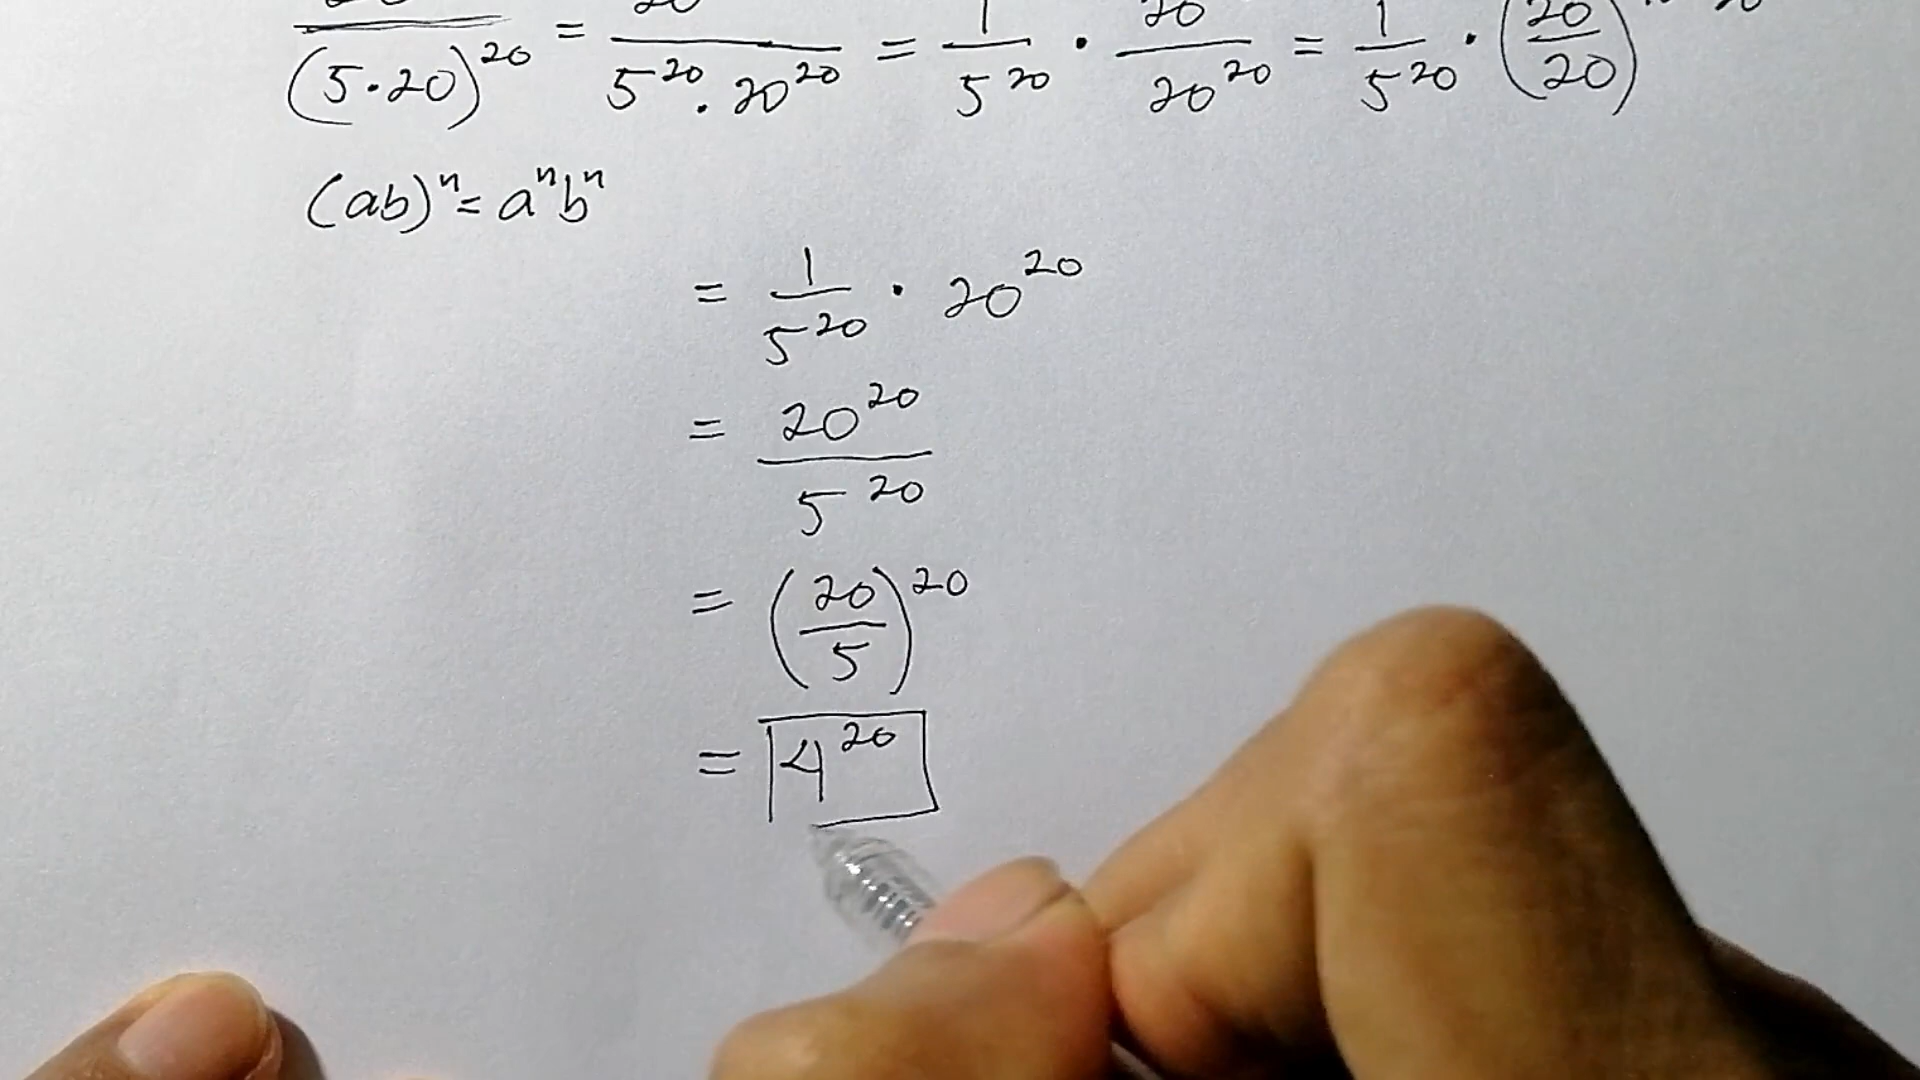 20/(5·20)^20 = 20/(5^20·20^20) = 1/5^20 · 20/20^20 = 1/5^20 · (20/20)
(ab)^n = a^n b^n
= 1/5^20 · 20^20
= 20^20/5^20
= (20/5)^20
= 4^20